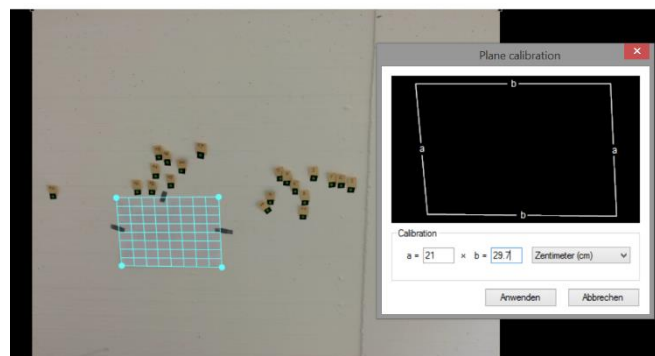 Plane calibration
b
a
a
b
Calibration
a = 21 × b = 29.7 Zentimeter (cm)
Anwenden Abbrechen